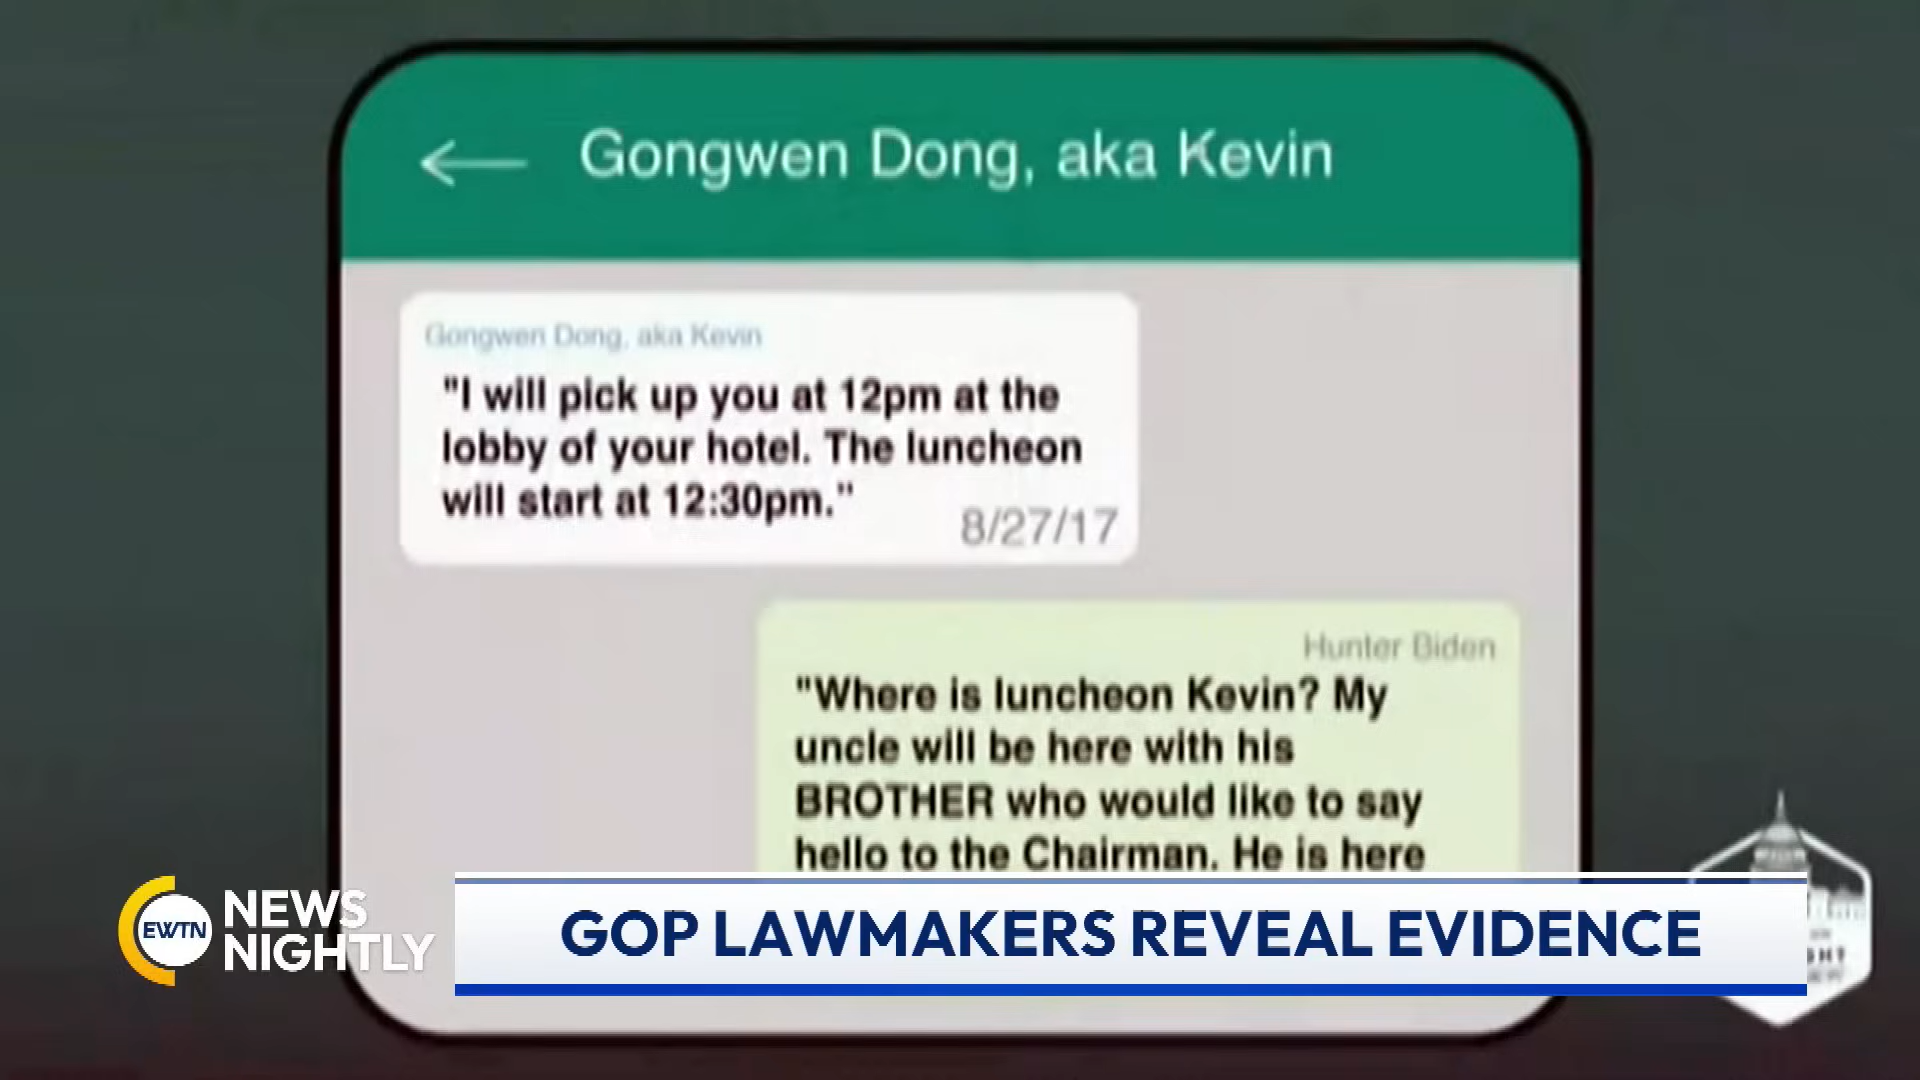 Gongwen Dong, aka Kevin
Gongwen Dong, aka Kevin
"I will pick up you at 12pm at the
lobby of your hotel. The luncheon
will start at 12:30pm."
8/27/17
Hunter Biden
"Where is luncheon Kevin? My
uncle will be here with his
BROTHER who would like to say
hello to the Chairman. He is here
EWTN
NEWS
NIGHTLY
GOP LAWMAKERS REVEAL EVIDENCE